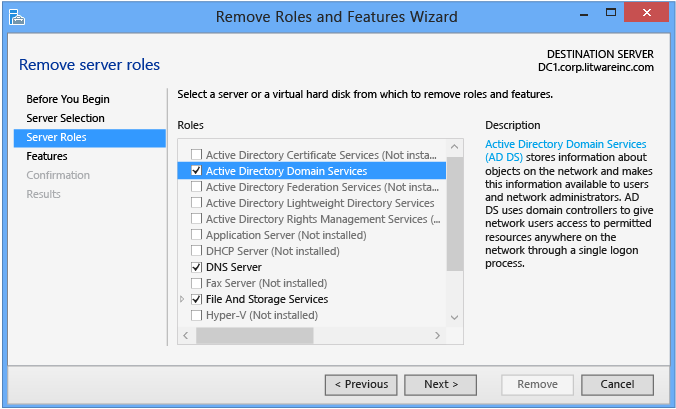 Remove Roles and Features Wizard
Remove server roles
DESTINATION SERVER
DC1.corp.litwareinc.com
Before You Begin
Server Selection
Server Roles
Features
Confirmation
Results
Select a server or a virtual hard disk from which to remove roles and features.
Roles
Active Directory Certificate Services (Not insta...
Active Directory Domain Services
Active Directory Federation Services (Not insta...
Active Directory Lightweight Directory Services
Active Directory Rights Management Services (...
Application Server (Not installed)
DHCP Server (Not installed)
DNS Server
Fax Server (Not installed)
File And Storage Services
Hyper-V (Not installed)
Description
Active Directory Domain Services
(AD DS) stores information about
objects on the network and makes
this information available to users
and network administrators. AD
DS uses domain controllers to give
network users access to permitted
resources anywhere on the
network through a single logon
process.
< Previous
Next >
Remove
Cancel